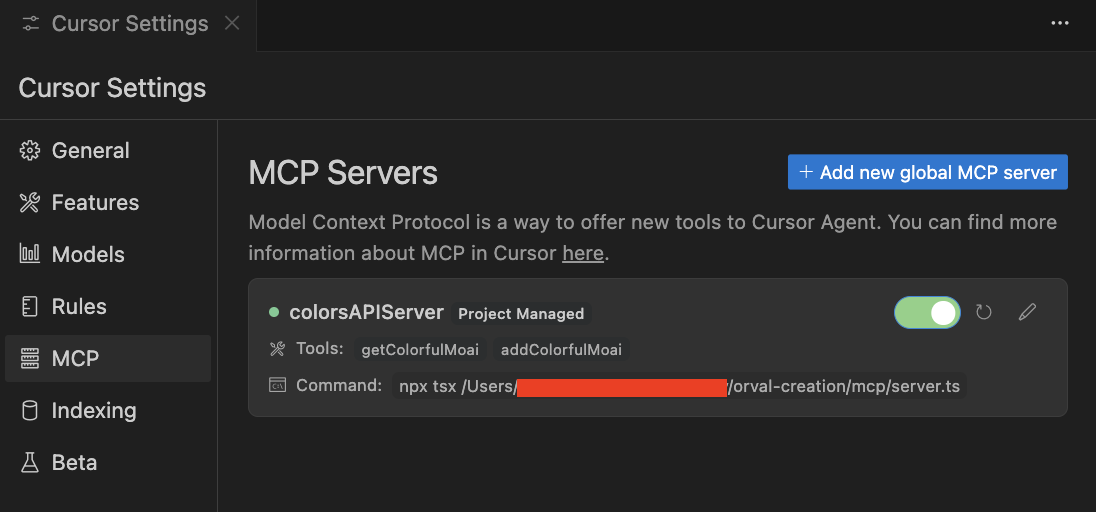 Cursor Settings
Cursor Settings
General
Features
Models
Rules
MCP
Indexing
Beta
MCP Servers
+ Add new global MCP server
Model Context Protocol is a way to offer new tools to Cursor Agent. You can find more
information about MCP in Cursor here.
colorsAPIServer Project Managed
Tools: getColorfulMoai addColorfulMoai
Command: npx tsx /Users/ /orval-creation/mcp/server.ts